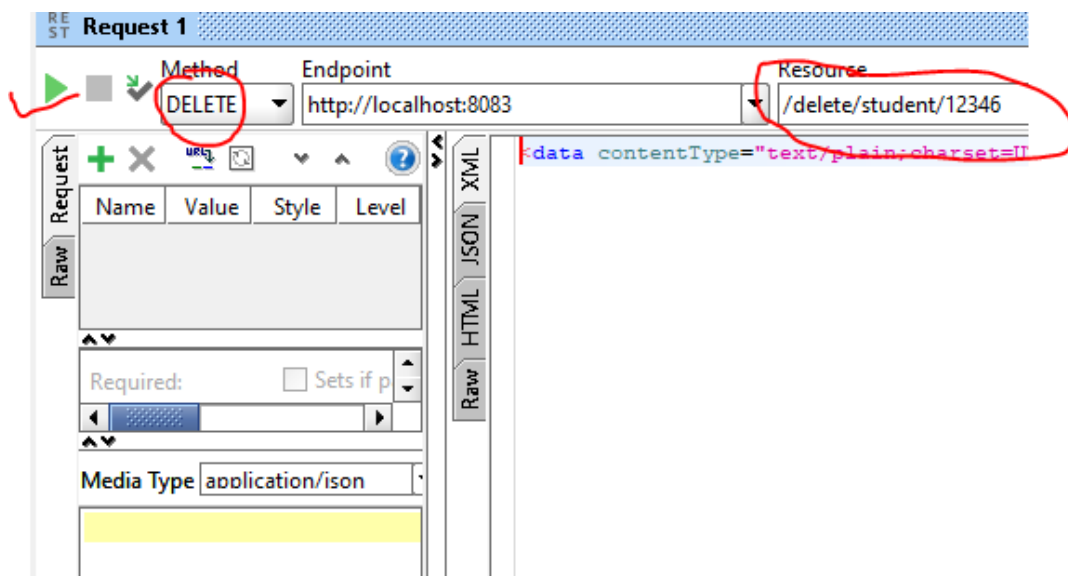 REST Request 1
Method Endpoint Resource
DELETE http://localhost:8083 /delete/student/12346
Request
Raw
Name Value Style Level
Required: Sets if p
Media Type application/json
XML
JSON
HTML
Raw
<data contentType="text/plain;charset=U